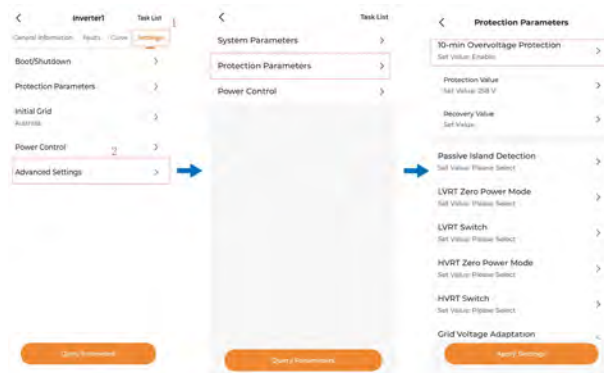 Inverter1
Task List
1
General Information Faults Curve Settings
Boot/Shutdown
Protection Parameters
Initial Grid
Australia
Power Control
2
Advanced Settings
Query Parameters
Task List
System Parameters
Protection Parameters
Power Control
Query Parameters
Protection Parameters
10-min Overvoltage Protection
Set Value: Enable
Protection Value
Set Value: 258 V
Recovery Value
Set Value:
Passive Island Detection
Set Value: Please Select
LVRT Zero Power Mode
Set Value: Please Select
LVRT Switch
Set Value: Please Select
HVRT Zero Power Mode
Set Value: Please Select
HVRT Switch
Set Value: Please Select
Grid Voltage Adaptation
Apply Settings